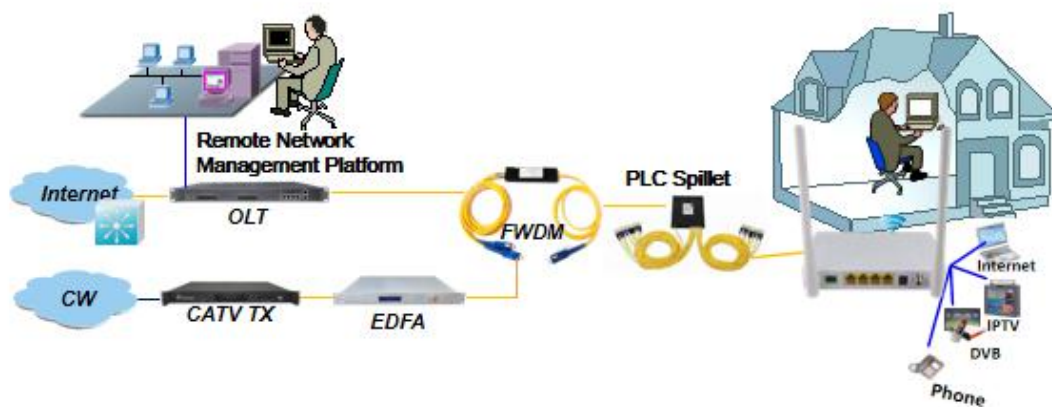 Remote Network
Management Platform
Internet
OLT
PLC Spillet
FWDM
CW
CATV TX
EDFA
Internet
IPTV
DVB
Phone